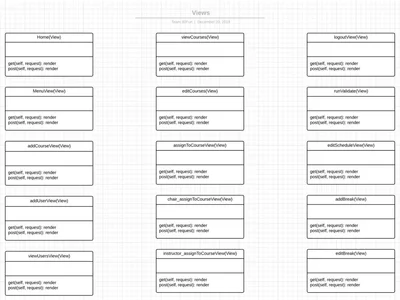 Views
December 10, 2019
Home(View)
get(self, request): render
post(self, request): render
viewCourses(View)
get(self, request): render
post(self, request): render
logoutView(View)
get(self, request): render
post(self, request): render
MenuView(View)
get(self, request): render
post(self, request): render
editCourses(View)
get(self, request): render
post(self, request): render
runValidate(View)
get(self, request): render
post(self, request): render
addCourseView(View)
get(self, request): render
post(self, request): render
assignToCourseView(View)
get(self, request): render
post(self, request): render
editScheduleView(View)
get(self, request): render
post(self, request): render
addUserView(View)
get(self, request): render
post(self, request): render
chair_assignToCourseView(View)
get(self, request): render
post(self, request): render
addBreak(View)
get(self, request): render
post(self, request): render
viewUsersView(View)
get(self, request): render
post(self, request): render
instructor_assignToCourseView(View)
get(self, request): render
post(self, request): render
editBreak(View)
get(self, request): render
post(self, request): render